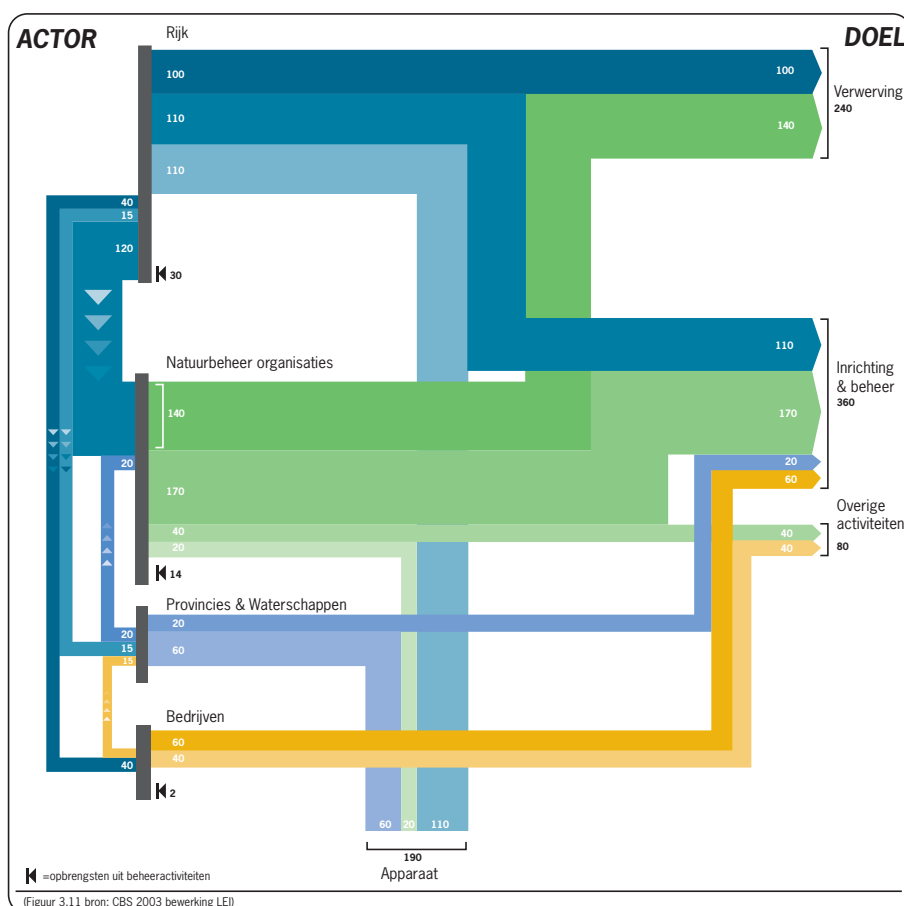 ACTOR
DOEL
Rijk
100
100
Verwerving
240
110
140
110
40
15
120
30
110
Natuurbeheer organisaties
Inrichting
& beheer
360
140
170
20
20
170
60
Overige
activiteiten
40
40
80
20
40
14
Provincies & Waterschappen
20
20
15
60
15
Bedrijven
60
40
40
2
60 20 110
190
Apparaat
=opbrengsten uit beheeractiviteiten
(Figuur 3.11 bron: CBS 2003 bewerking LEI)